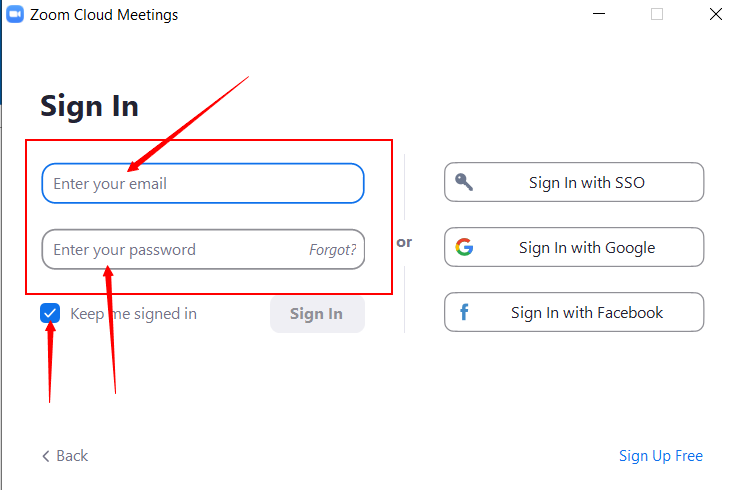 Zoom Cloud Meetings
Sign In
Enter your email
Enter your password Forgot?
Keep me signed in
Sign In
or
Sign In with SSO
Sign In with Google
Sign In with Facebook
Back
Sign Up Free